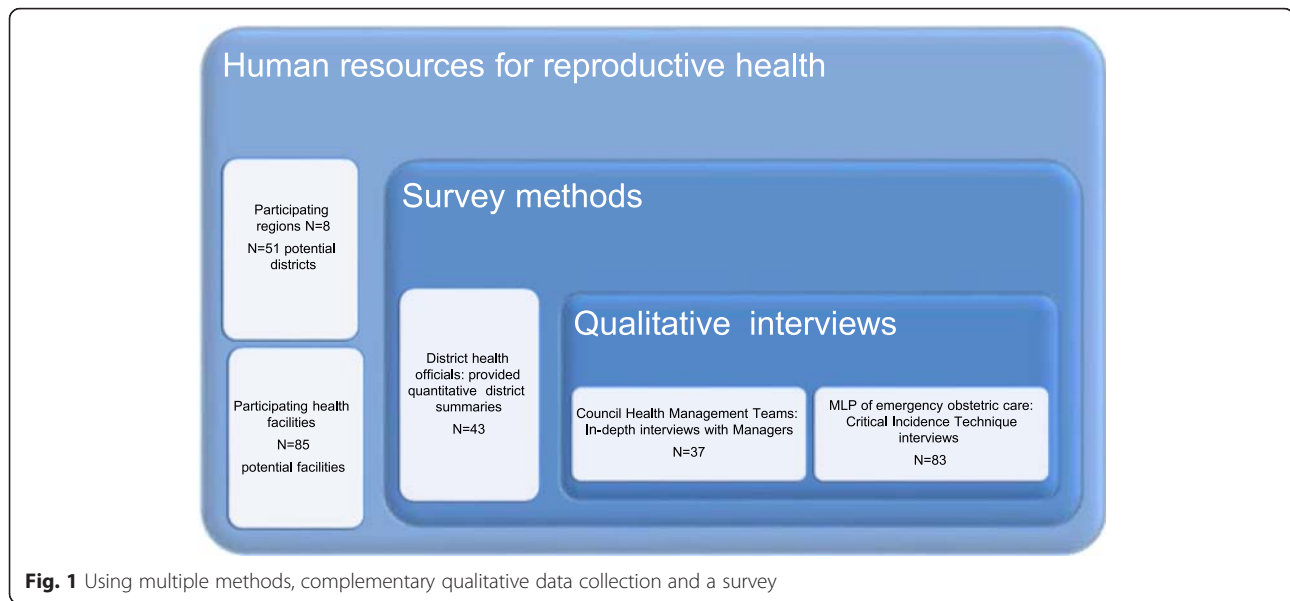 Human resources for reproductive health
Participating
regions N=8
N=51 potential
districts
Participating health
facilities
N=85
potential facilities
Survey methods
District health
officials: provided
quantitative district
summaries
N=43
Qualitative interviews
Council Health Management Teams:
In-depth interviews with Managers
N=37
MLP of emergency obstetric care:
Critical Incidence Technique
interviews
N=83
Fig. 1 Using multiple methods, complementary qualitative data collection and a survey